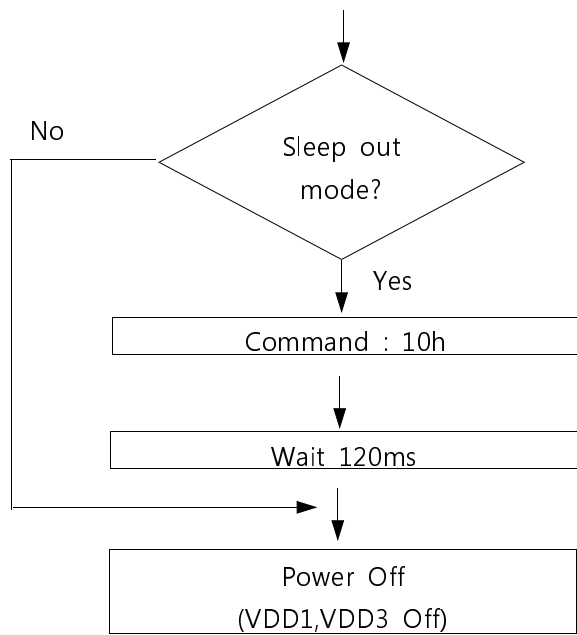 No
Sleep out
mode?
Yes
Command : 10h
Wait 120ms
Power Off
(VDD1,VDD3 Off)